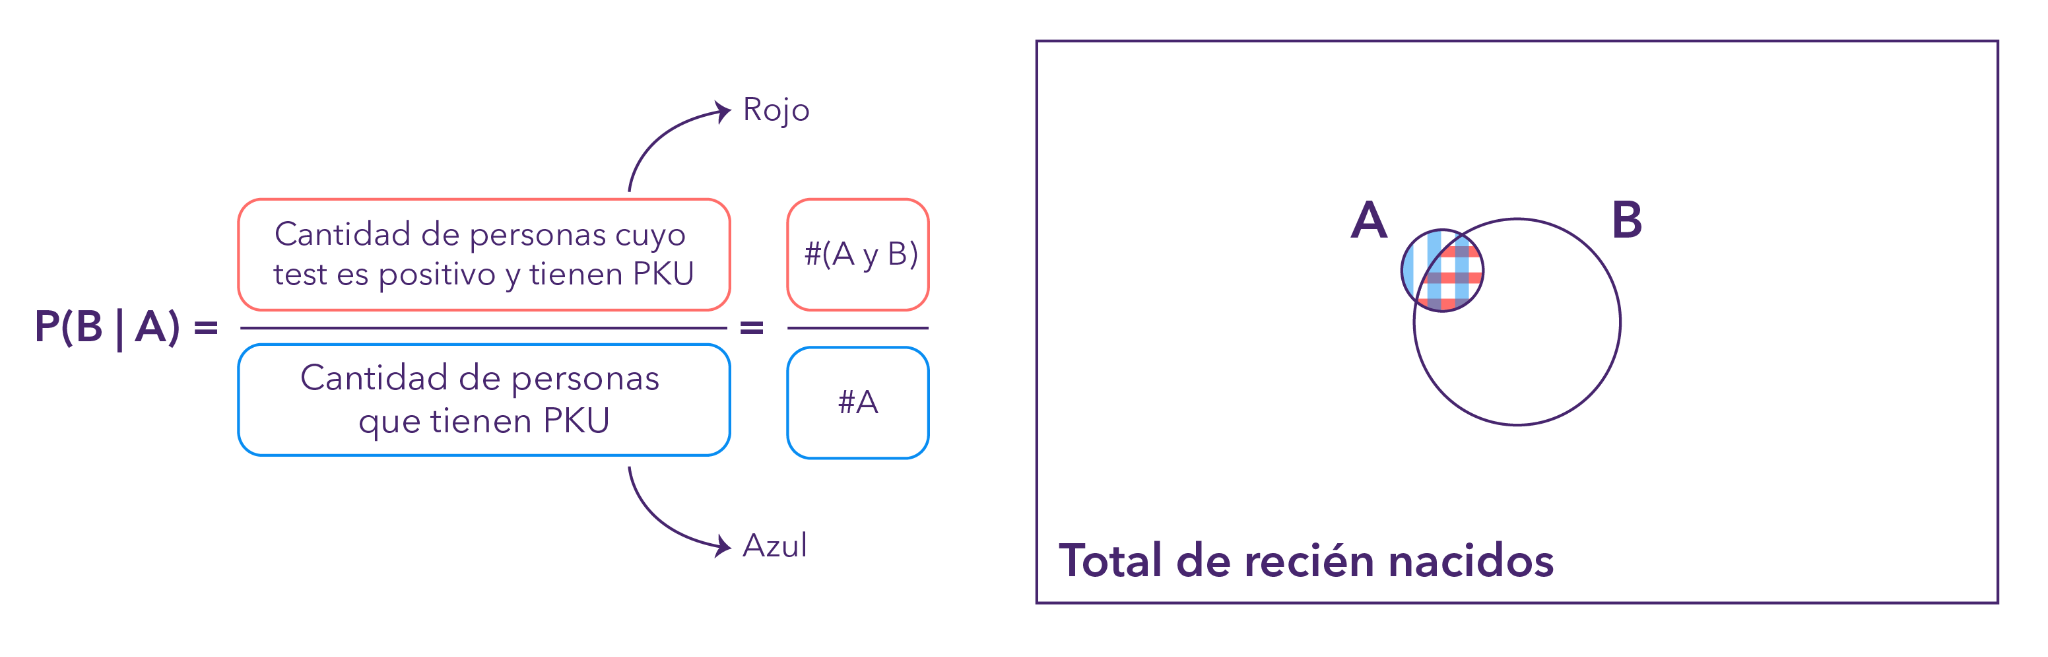 Rojo
Cantidad de personas cuyo
test es positivo y tienen PKU
#(A y B)
P(B | A) =
=
Cantidad de personas
que tienen PKU
#A
Azul
A
B
Total de recién nacidos